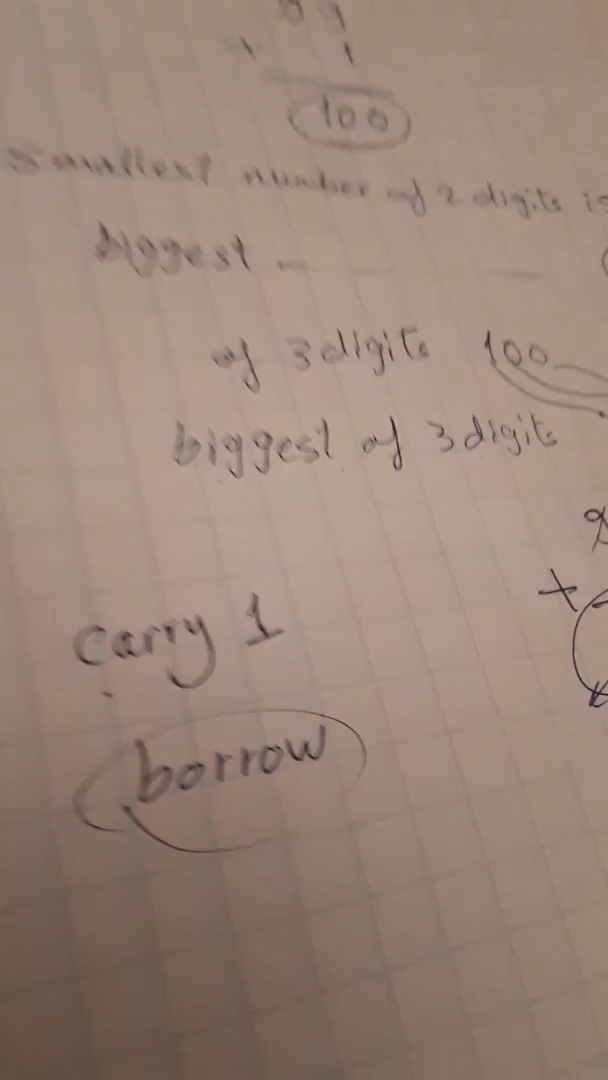 99
+ 1
100
Smallest number of 2 digits is
biggest - - -
of 3 digits 100
biggest of 3 digits
+
carry 1
borrow